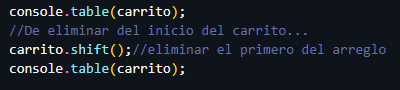 console.table(carrito);
//De eliminar del inicio del carrito...
carrito.shift();//eliminar el primero del arreglo
console.table(carrito);